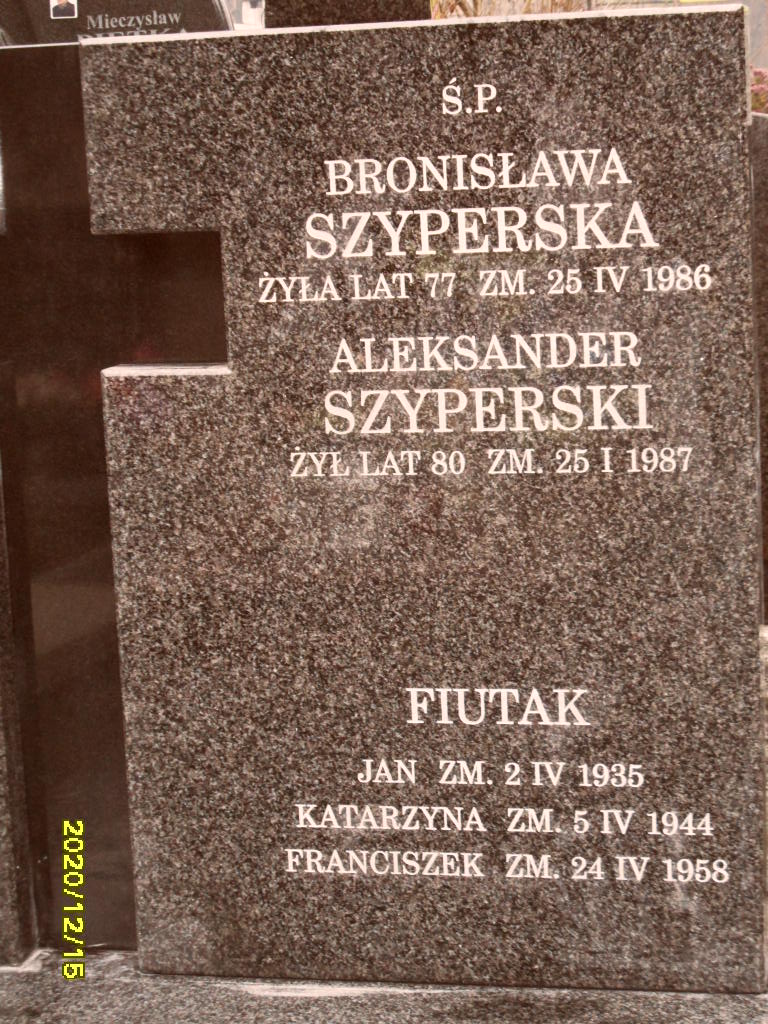 Mieczysław
PIETKA
Ś.P.
BRONISŁAWA
SZYPERSKA
ŻYŁA LAT 77 ZM. 25 IV 1986
ALEKSANDER
SZYPERSKI
ŻYŁ LAT 80 ZM. 25 I 1987
FIUTAK
JAN ZM. 2 IV 1935
KATARZYNA ZM. 5 IV 1944
FRANCISZEK ZM. 24 IV 1958
2020/12/15